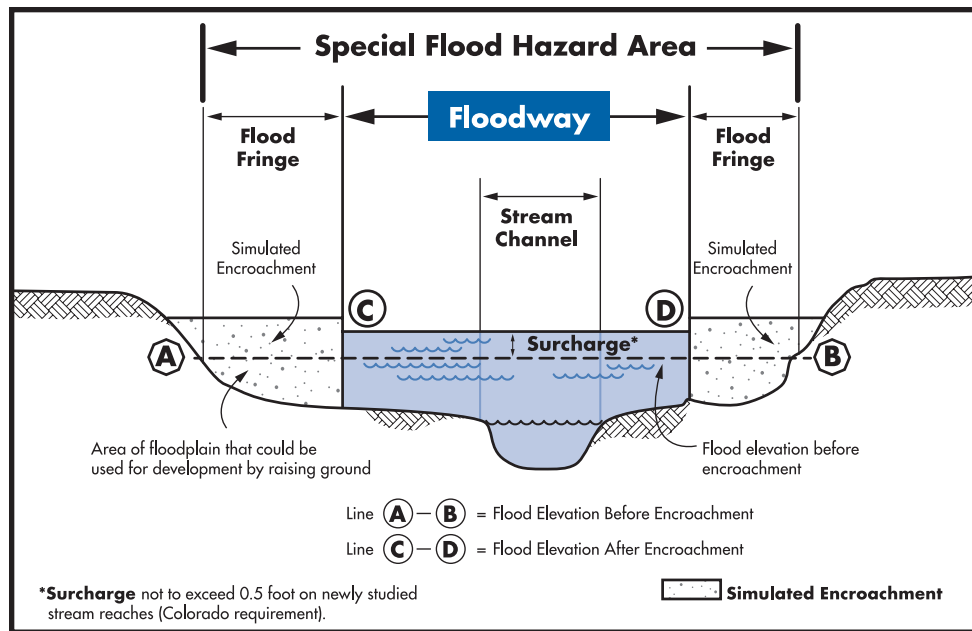 Special Flood Hazard Area
Flood
Fringe
Floodway
Flood
Fringe
Stream
Channel
Simulated
Encroachment
Simulated
Encroachment
C
D
Surcharge*
A
B
Area of floodplain that could be
used for development by raising ground
Flood elevation before
encroachment
Line A – B = Flood Elevation Before Encroachment
Line C – D = Flood Elevation After Encroachment
*Surcharge not to exceed 0.5 foot on newly studied
stream reaches (Colorado requirement).
Simulated Encroachment